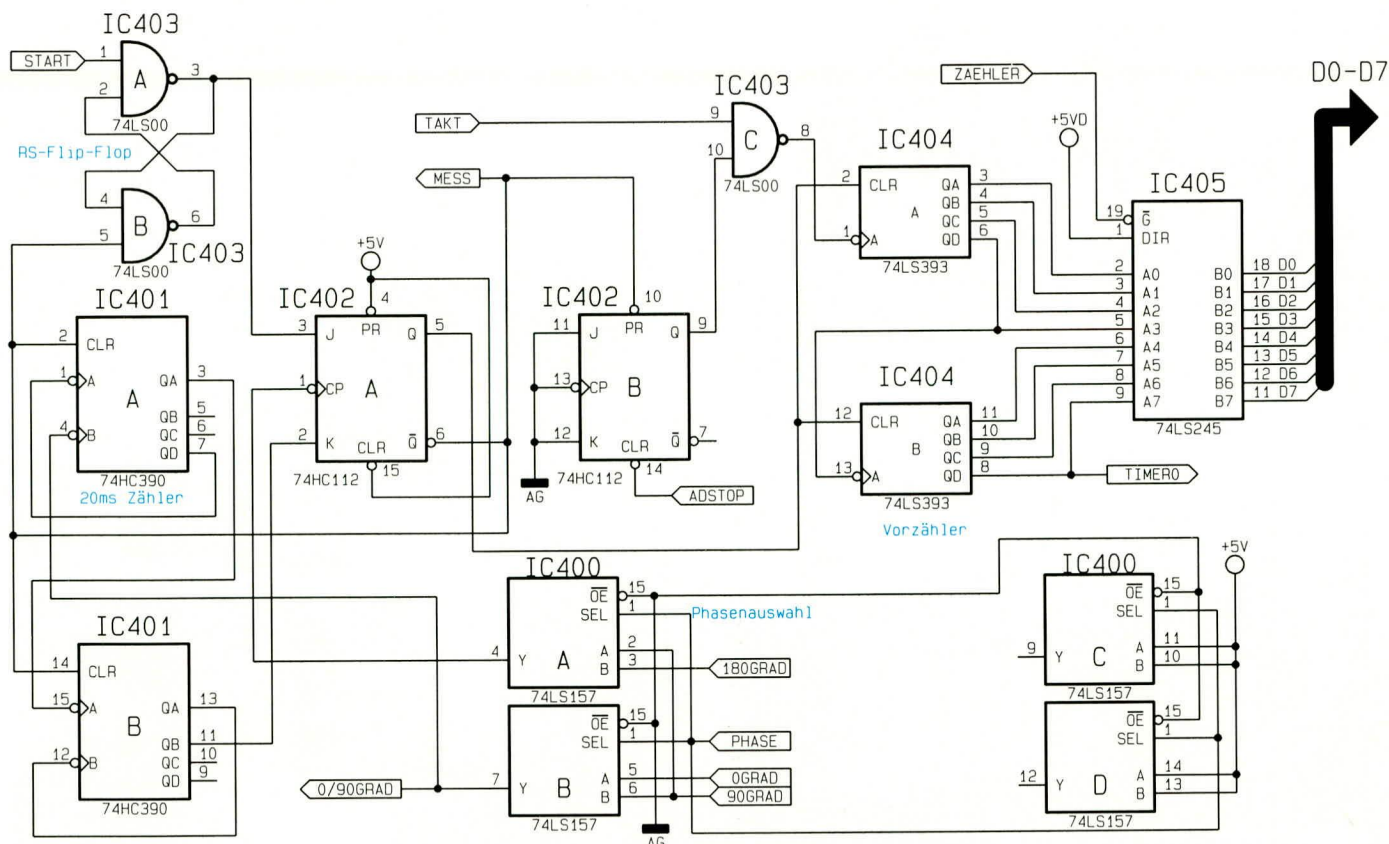 IC403
START
1
2
3
A
74LS00
RS-Flip-Flop
4
5
6
B
74LS00
IC403
IC401
2
CLR
1
A
4
B
A
QA
3
QB
5
QC
6
QD
7
74HC390
20ms Zähler
IC401
14
CLR
15
A
12
B
B
QA
13
QB
11
QC
10
QD
9
74HC390
+5V
IC402
4
PR
3
J
Q
5
1
CP
A
2
K
Q̅
6
CLR
15
74HC112
MESS
IC402
10
PR
11
J
Q
9
13
CP
B
12
K
Q̅
7
CLR
14
74HC112
AG
ADSTOP
TAKT
IC403
9
10
C
8
74LS00
IC404
2
CLR
1
A
A
QA
3
QB
4
QC
5
QD
6
74LS393
IC404
12
CLR
13
A
B
QA
11
QB
10
QC
9
QD
8
74LS393
Vorzähler
TIMER0
ZAEHLER
+5VD
IC405
19
G̅
1
DIR
2
A0
3
A1
4
A2
5
A3
6
A4
7
A5
8
A6
9
A7
B0
18 D0
B1
17 D1
B2
16 D2
B3
15 D3
B4
14 D4
B5
13 D5
B6
12 D6
B7
11 D7
74LS245
D0-D7
IC400
O̅E̅
15
SEL
1
Phasenauswahl
4
Y
A
A
2
B
3
180GRAD
74LS157
O̅E̅
15
SEL
1
PHASE
7
Y
B
A
5
0GRAD
B
6
90GRAD
74LS157
0/90GRAD
AG
+5V
IC400
O̅E̅
15
SEL
1
9
Y
C
A
11
B
10
74LS157
O̅E̅
15
SEL
1
12
Y
D
A
14
B
13
74LS157